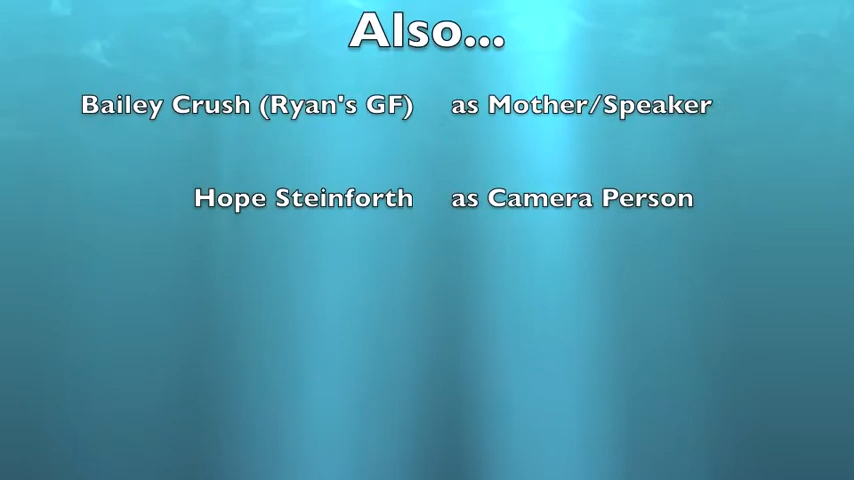 Also...
Bailey Crush (Ryan's GF) as Mother/Speaker
Hope Steinforth as Camera Person